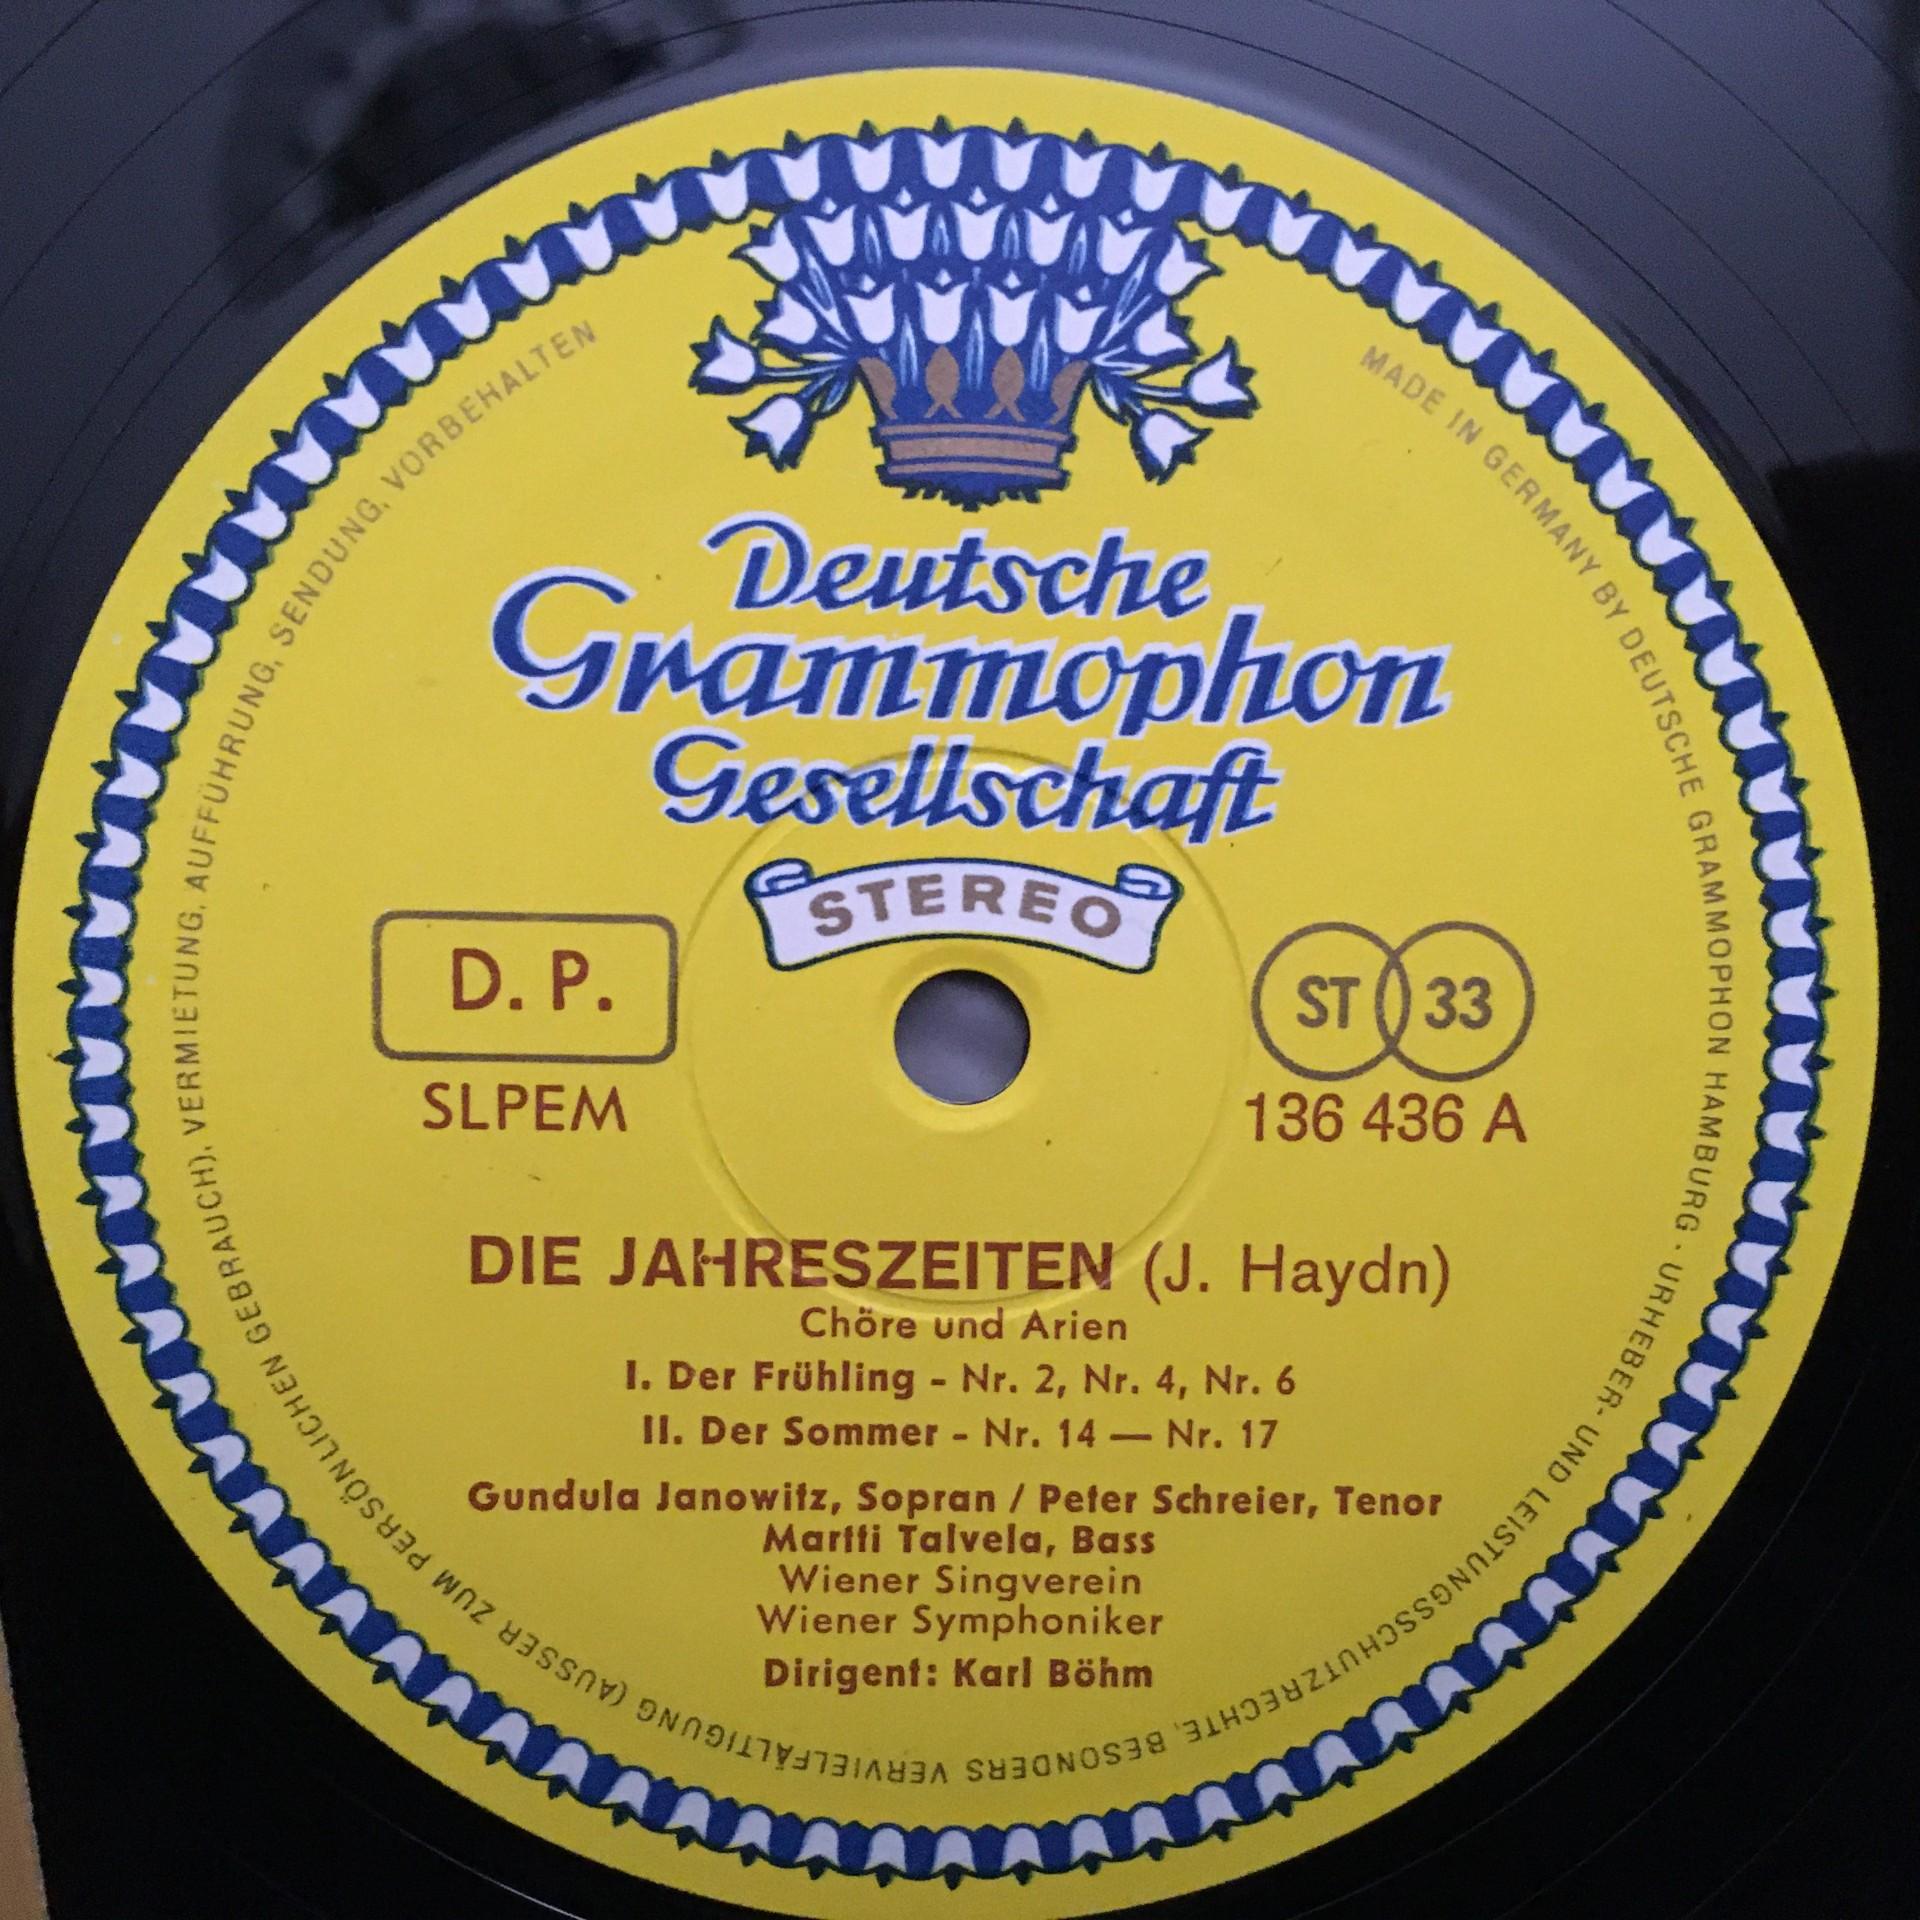 Deutsche
Grammophon
Gesellschaft
STEREO
D. P.
SLPEM
ST 33
136 436 A
DIE JAHRESZEITEN (J. Haydn)
Chöre und Arien
I. Der Frühling - Nr. 2, Nr. 4, Nr. 6
II. Der Sommer - Nr. 14 — Nr. 17
Gundula Janowitz, Sopran / Peter Schreier, Tenor
Martti Talvela, Bass
Wiener Singverein
Wiener Symphoniker
Dirigent: Karl Böhm
MADE IN GERMANY BY DEUTSCHE GRAMMOPHON HAMBURG · URHEBER- UND LEISTUNGSSCHUTZRECHTE, BESONDERS VERVIELFÄLTIGUNG (AUSSER ZUM PERSÖNLICHEN GEBRAUCH), VERMIETUNG, AUFFÜHRUNG, SENDUNG, VORBEHALTEN